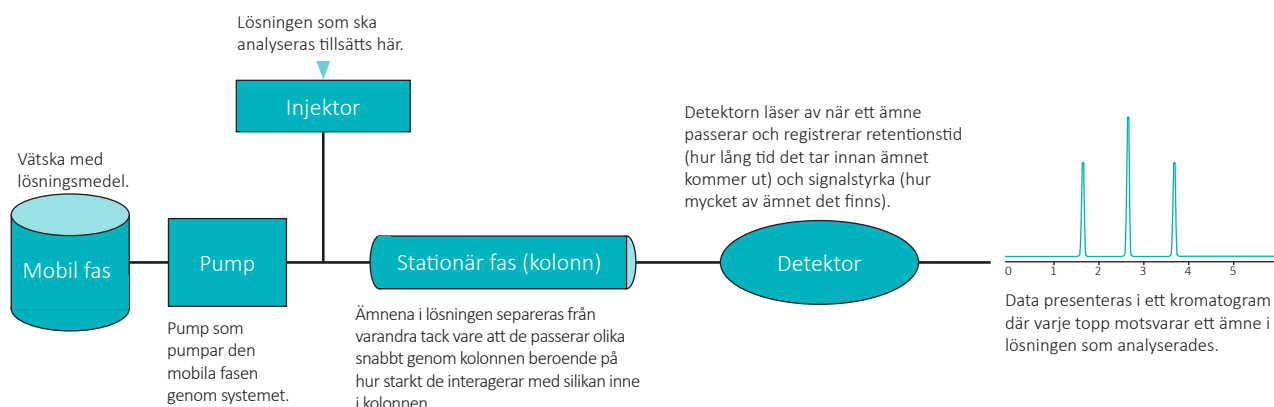 Lösningen som ska
analyseras tillsätts här.
Injektor
Vätska med
lösningsmedel.
Mobil fas
Pump
Pump som
pumpar den
mobila fasen
genom systemet.
Stationär fas (kolonn)
Ämnena i lösningen separeras från
varandra tack vare att de passerar olika
snabbt genom kolonnen beroende på
hur starkt de interagerar med silikan inne
i kolonnen
Detektorn läser av när ett ämne
passerar och registrerar retentionstid
(hur lång tid det tar innan ämnet
kommer ut) och signalstyrka (hur
mycket av ämnet det finns).
Detektor
0 1 2 3 4 5
Data presenteras i ett kromatogram
där varje topp motsvarar ett ämne i
lösningen som analyserades.